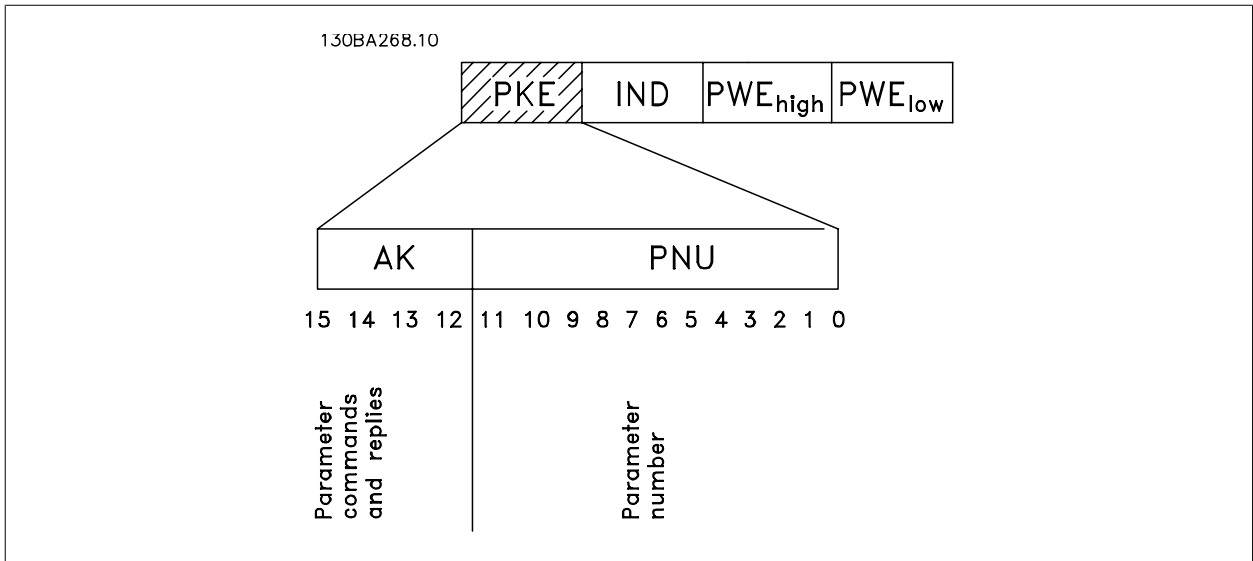 130BA268.10
PKE IND PWEhigh PWElow
AK PNU
15 14 13 12 11 10 9 8 7 6 5 4 3 2 1 0
Parameter
commands
and replies
Parameter
number